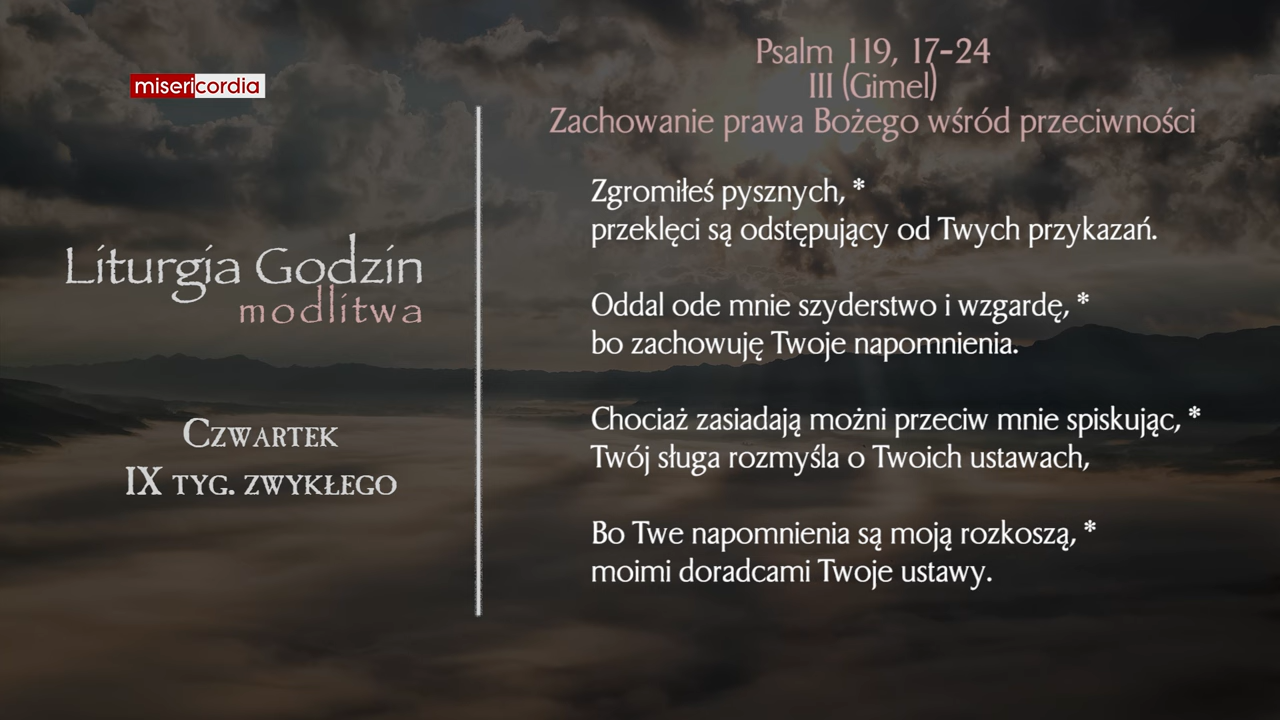 misericordia
Liturgia Godzin
modlitwa
Czwartek
IX tyg. zwykłego
Psalm 119, 17-24
III (Gimel)
Zachowanie prawa Bożego wśród przeciwności
Zgromiłeś pysznych, *
przeklęci są odstępujący od Twych przykazań.
Oddal ode mnie szyderstwo i wzgardę, *
bo zachowuję Twoje napomnienia.
Chociaż zasiadają możni przeciw mnie spiskując, *
Twój sługa rozmyśla o Twoich ustawach,
Bo Twe napomnienia są moją rozkoszą, *
moimi doradcami Twoje ustawy.